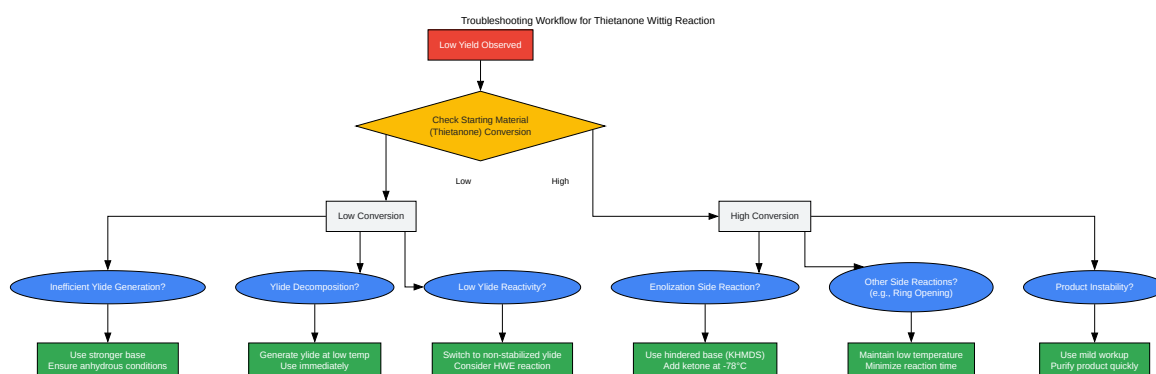 Troubleshooting Workflow for Thietanone Wittig Reaction
Low Yield Observed
Check Starting Material
(Thietanone) Conversion
Low
High
Low Conversion
High Conversion
Inefficient Ylide Generation?
Ylide Decomposition?
Low Ylide Reactivity?
Enolization Side Reaction?
Other Side Reactions?
(e.g., Ring Opening)
Product Instability?
Use stronger base
Ensure anhydrous conditions
Generate ylide at low temp
Use immediately
Switch to non-stabilized ylide
Consider HWE reaction
Use hindered base (KHMDS)
Add ketone at -78°C
Maintain low temperature
Minimize reaction time
Use mild workup
Purify product quickly